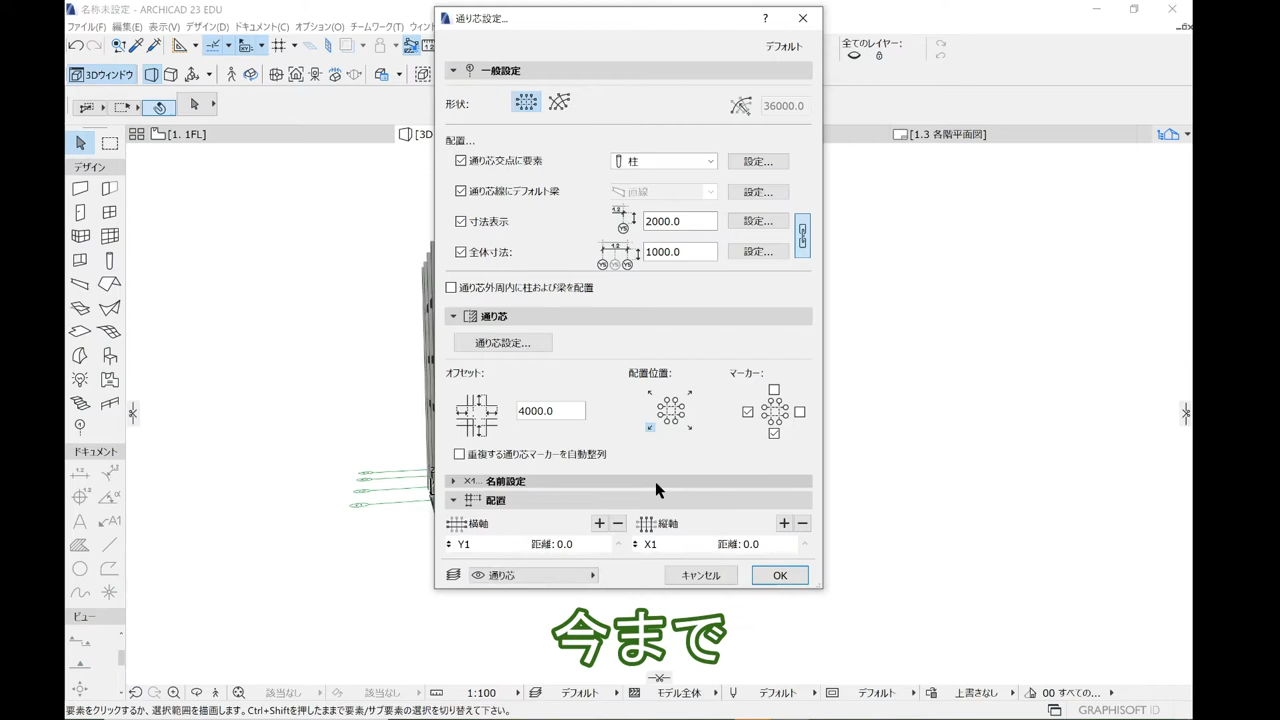 名称未設定 - ARCHICAD 23 EDU
ファイル(F) 編集(E) 表示(V) デザイン(D) ドキュメント(C) オプション(O) チームワーク(T) ウィント
3Dウィンドウ
[1. 1FL]
[3D
全てのレイヤー:
[1.3 各階平面図]
デザイン
ドキュメント
ビュー
通り芯設定...
? ×
デフォルト
一般設定
形状:
36000.0
配置...
通り芯交点に要素
柱
設定...
通り芯線にデフォルト梁
直線
設定...
寸法表示
2000.0
設定...
全体寸法:
1000.0
設定...
通り芯外周内に柱および梁を配置
通り芯
通り芯設定...
オフセット:
配置位置:
マーカー:
4000.0
重複する通り芯マーカーを自動整列
X1... 名前設定
配置
横軸
縦軸
Y1 距離: 0.0
X1 距離: 0.0
通り芯
キャンセル
OK
今まで
該当なし
該当なし
1:100
デフォルト
モデル全体
デフォルト
デフォルト
上書きなし
00 すべての...
要素をクリックするか、選択範囲を描画します。Ctrl+Shiftを押したままで要素/サブ要素の選択を切り替えて下さい。
GRAPHISOFT ID